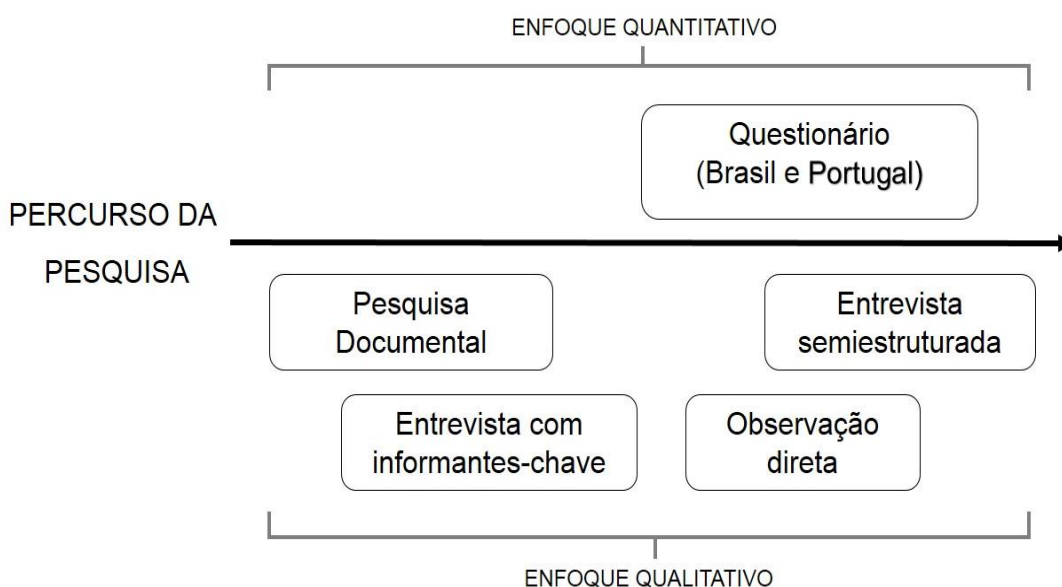 ENFOQUE QUANTITATIVO
Questionário
(Brasil e Portugal)
PERCURSO DA
PESQUISA
Pesquisa
Documental
Entrevista
semiestruturada
Entrevista com
informantes-chave
Observação
direta
ENFOQUE QUALITATIVO